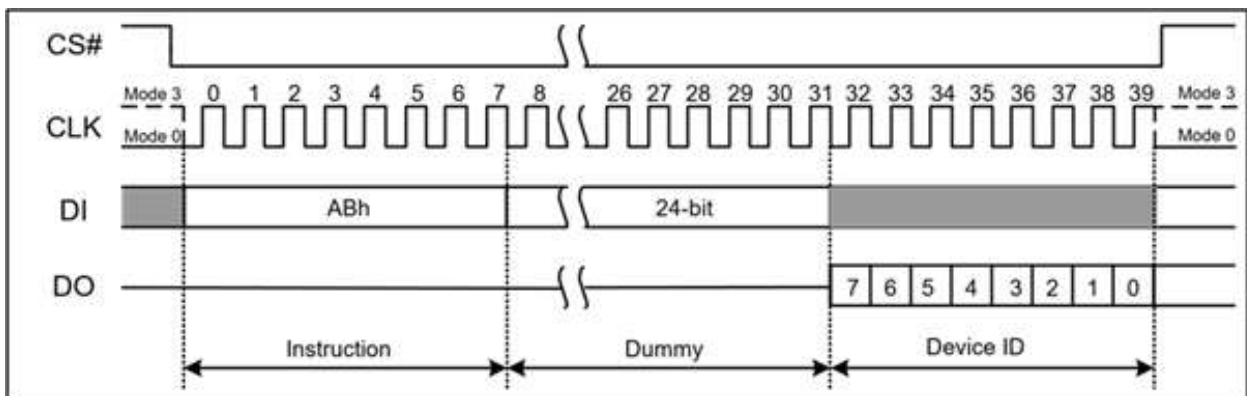 CS#
Mode 3 0 1 2 3 4 5 6 7 8 26 27 28 29 30 31 32 33 34 35 36 37 38 39 Mode 3
CLK
Mode 0 Mode 0
DI ABh 24-bit
DO 7 6 5 4 3 2 1 0
Instruction Dummy Device ID